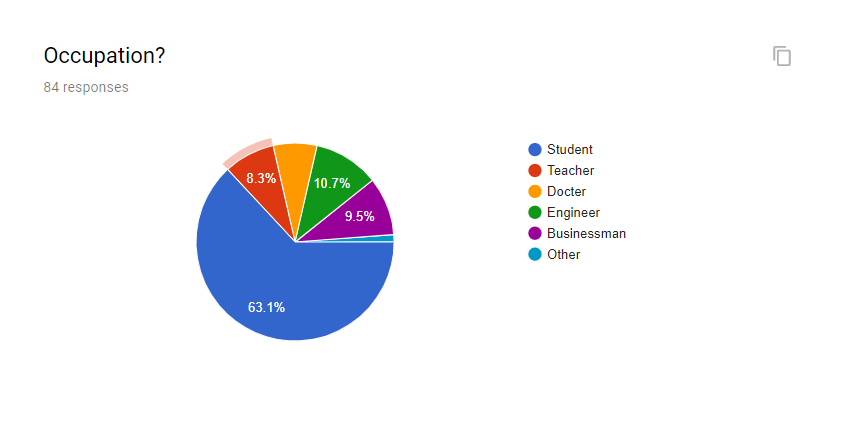 Occupation?
84 responses
8.3%
10.7%
9.5%
63.1%
Student
Teacher
Docter
Engineer
Businessman
Other